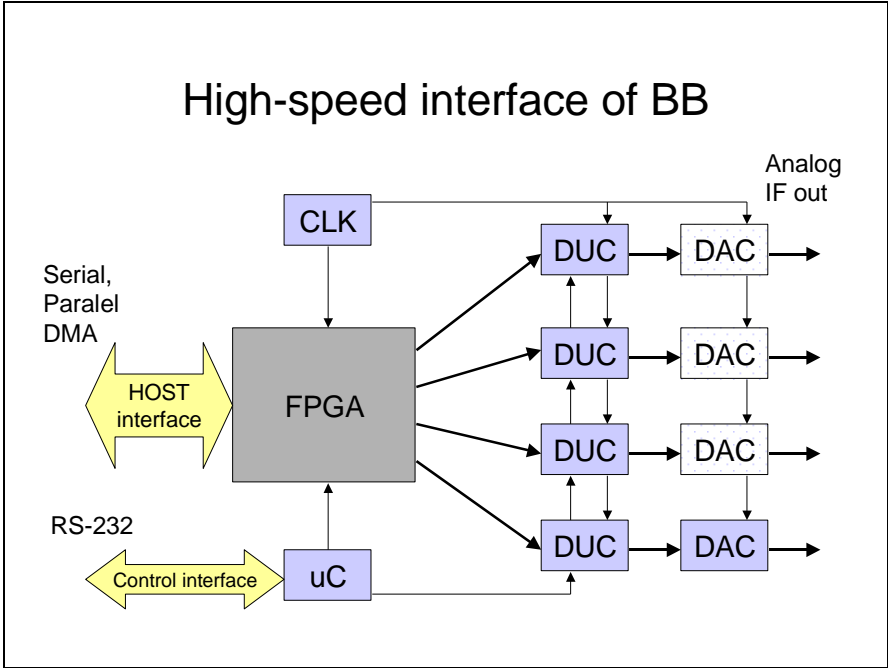 High-speed interface of BB
Analog
IF out
CLK
DUC
DAC
Serial,
Paralel
DMA
DUC
DAC
HOST
interface
FPGA
DUC
DAC
RS-232
DUC
DAC
Control interface
uC